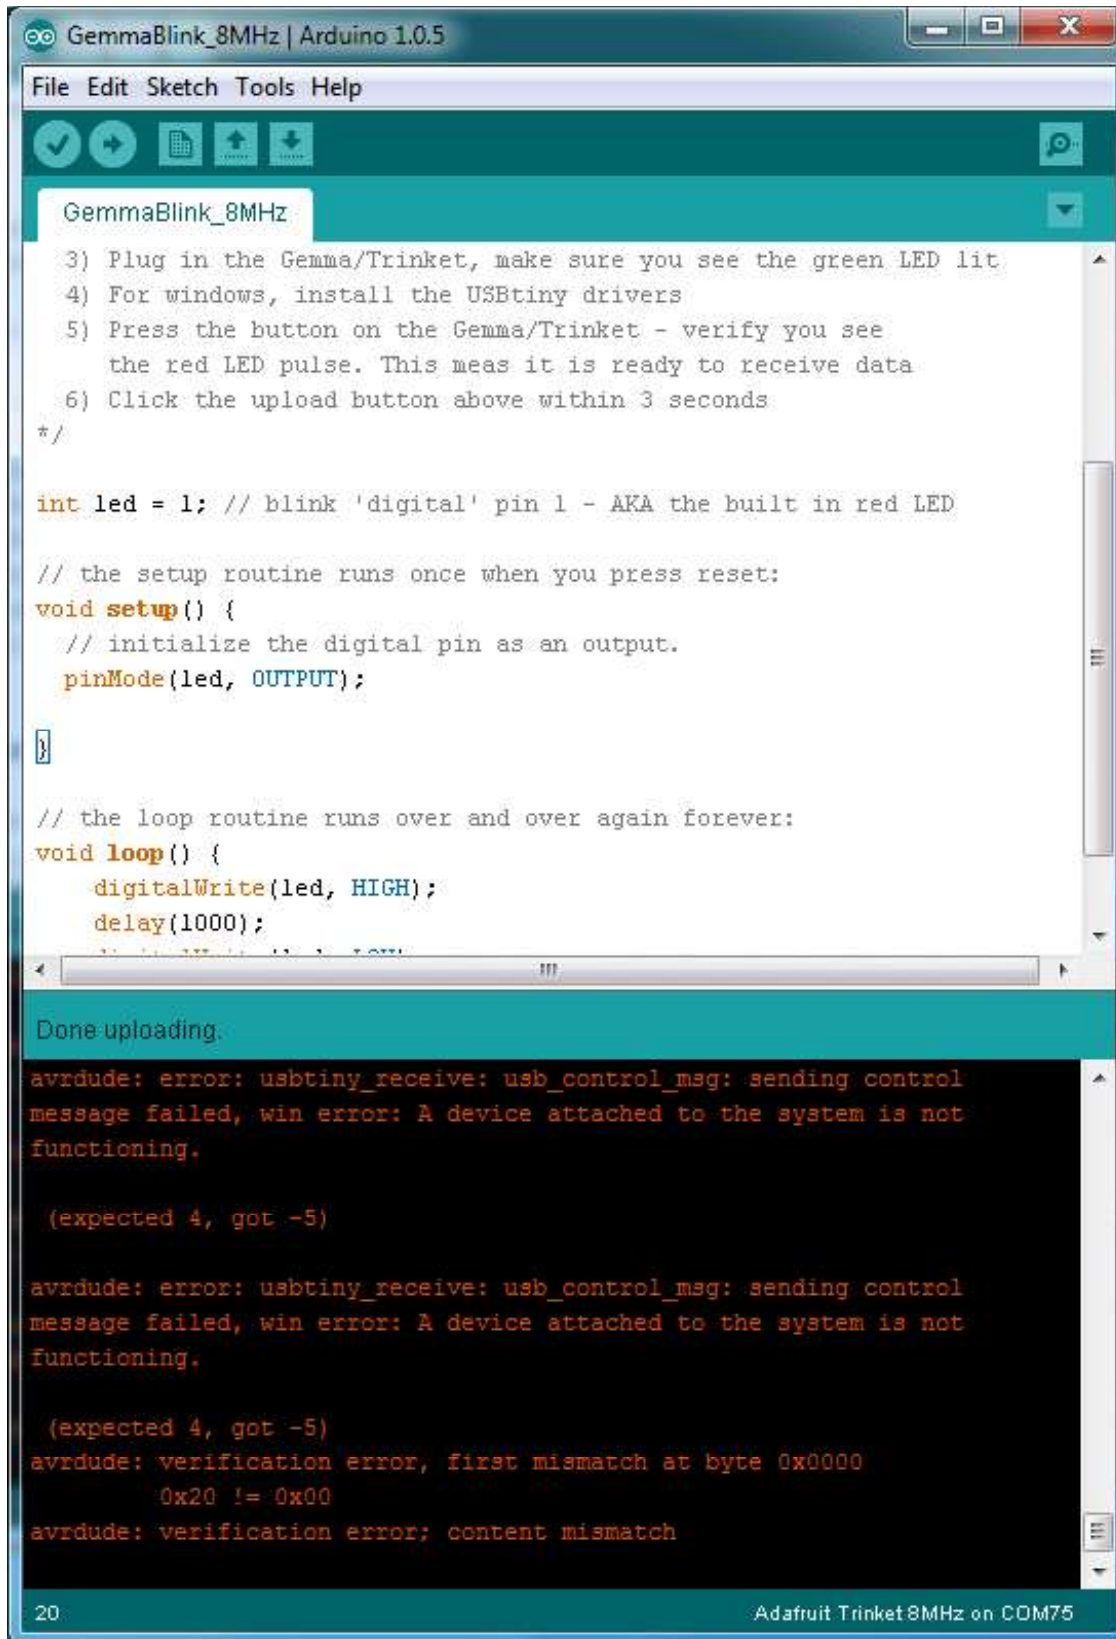 GemmaBlink_8MHz | Arduino 1.0.5
File Edit Sketch Tools Help
GemmaBlink_8MHz
3) Plug in the Gemma/Trinket, make sure you see the green LED lit
4) For windows, install the USBtiny drivers
5) Press the button on the Gemma/Trinket - verify you see
the red LED pulse. This meas it is ready to receive data
6) Click the upload button above within 3 seconds
*/
int led = 1; // blink 'digital' pin 1 - AKA the built in red LED
// the setup routine runs once when you press reset:
void setup() {
// initialize the digital pin as an output.
pinMode(led, OUTPUT);
}
// the loop routine runs over and over again forever:
void loop() {
digitalWrite(led, HIGH);
delay(1000);
Done uploading.
avrdude: error: usbtiny_receive: usb_control_msg: sending control
message failed, win error: A device attached to the system is not
functioning.
(expected 4, got -5)
avrdude: error: usbtiny_receive: usb_control_msg: sending control
message failed, win error: A device attached to the system is not
functioning.
(expected 4, got -5)
avrdude: verification error, first mismatch at byte 0x0000
0x20 != 0x00
avrdude: verification error; content mismatch
20
Adafruit Trinket 8MHz on COM75